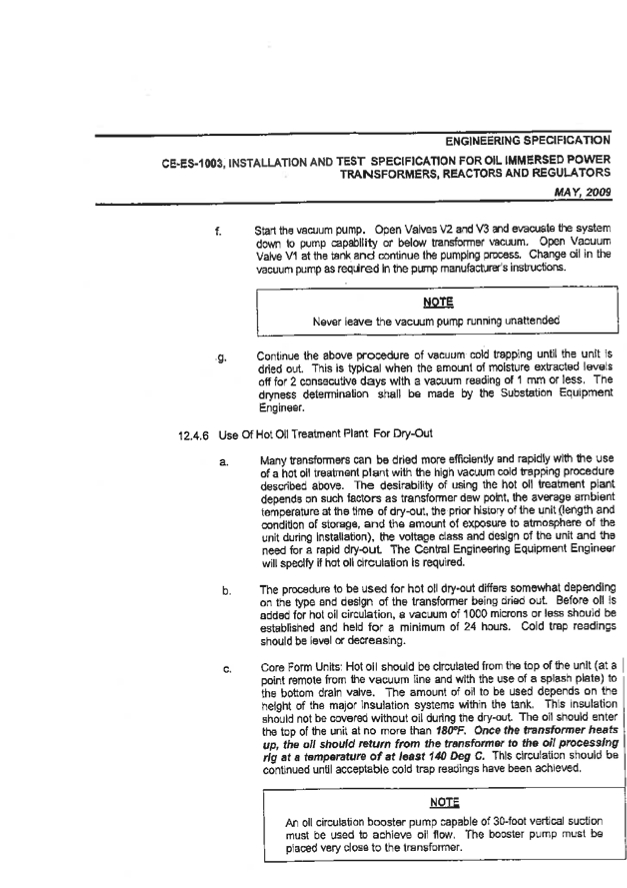 ENGINEERING SPECIFICATION
CE-ES-1003, INSTALLATION AND TEST SPECIFICATION FOR OIL IMMERSED POWER
TRANSFORMERS, REACTORS AND REGULATORS
MAY, 2009
f. Start the vacuum pump. Open Valves V2 and V3 and evacuate the system
down to pump capability or below transformer vacuum. Open Vacuum
Valve V1 at the tank and continue the pumping process. Change oil in the
vacuum pump as required in the pump manufacturer's instructions.
NOTE
Never leave the vacuum pump running unattended
g. Continue the above procedure of vacuum cold trapping until the unit is
dried out. This is typical when the amount of moisture extracted levels
off for 2 consecutive days with a vacuum reading of 1 mm or less. The
dryness determination shall be made by the Substation Equipment
Engineer.
12.4.6 Use Of Hot Oil Treatment Plant For Dry-Out
a. Many transformers can be dried more efficiently and rapidly with the use
of a hot oil treatment plant with the high vacuum cold trapping procedure
described above. The desirability of using the hot oil treatment plant
depends on such factors as transformer dew point, the average ambient
temperature at the time of dry-out, the prior history of the unit (length and
condition of storage, and the amount of exposure to atmosphere of the
unit during installation), the voltage class and design of the unit and the
need for a rapid dry-out. The Central Engineering Equipment Engineer
will specify if hot oil circulation is required.
b. The procedure to be used for hot oil dry-out differs somewhat depending
on the type and design of the transformer being dried out. Before oil is
added for hot oil circulation, a vacuum of 1000 microns or less should be
established and held for a minimum of 24 hours. Cold trap readings
should be level or decreasing.
c. Core Form Units: Hot oil should be circulated from the top of the unit (at a
point remote from the vacuum line and with the use of a splash plate) to
the bottom drain valve. The amount of oil to be used depends on the
height of the major insulation systems within the tank. This insulation
should not be covered without oil during the dry-out. The oil should enter
the top of the unit at no more than 180ºF. Once the transformer heats
up, the oil should return from the transformer to the oil processing
rig at a temperature of at least 140 Deg C. This circulation should be
continued until acceptable cold trap readings have been achieved.
NOTE
An oil circulation booster pump capable of 30-foot vertical suction
must be used to achieve oil flow. The booster pump must be
placed very close to the transformer.